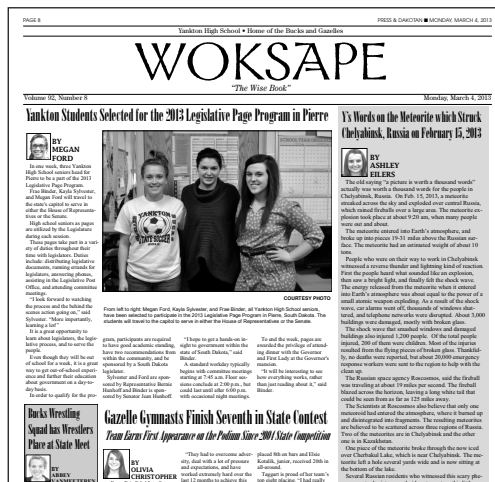 PAGE 8
PRESS & DAKOTAN ■ MONDAY, MARCH 4, 2013
Yankton High School • Home of the Bucks and Gazelles
WOKSAPE
"The Wise Book"
Volume 92, Number 8
Monday, March 4, 2013
Yankton Students Selected for the 2013 Legislative Page Program in Pierre
BY
MEGAN
FORD
In one week, three Yankton
High School seniors head for
Pierre to be a part of the 2013
Legislative Page Program.
Frae Binder, Kayla Sylvester,
and Megan Ford will travel to
the state's capitol to serve in
either the House of Representa-
tives or the Senate.
High school seniors as pages
are utilized by the Legislature
during each session.
These pages take part in a vari-
ety of duties throughout their
time with legislators. Duties
include: distributing legislative
documents, running errands for
legislators, answering phones,
assisting in the Legislative Post
Office, and attending committee
meetings.
"I look forward to watching
the process and the behind the
scenes action going on," said
Sylvester. "More importantly,
learning a lot!"
It is a great opportunity to
learn about legislators, the legis-
lative process, and to serve the
people.
Even though they will be out
of school for a week, it is a great
way to get out-of-school experi-
ence and further their education
about government on a day-to-
day basis.
In order to qualify for the pro-
COURTESY PHOTO
From left to right: Megan Ford, Kayla Sylvester, and Frae Binder, all Yankton High School seniors,
have been selected to participate in the 2013 Legislative Page Program in Pierre, South Dakota. The
students will travel to the capitol to serve in either the House of Representatives or the Senate.
gram, participants are required
to have good academic standing,
have two recommendations from
within the community, and be
sponsored by a South Dakota
legislator.
Sylvester and Ford are spon-
sored by Representative Bernie
Hunhoff and Binder is spon-
sored by Senator Jean Hunhoff.
"I hope to get a hands-on in-
sight to government within the
state of South Dakota," said
Binder.
A standard workday typically
begins with committee meetings
starting at 7:45 a.m. Floor ses-
sions conclude at 2:00 p.m., but
could last until after 6:00 p.m.
with occasional night meetings.
To end the week, pages are
awarded the privilege of attend-
ing dinner with the Governor
and First Lady at the Governor's
mansion.
"It will be interesting to see
how everything works, rather
than just reading about it," said
Binder.
Y's Words on the Meteorite which Struck
Chelyabinsk, Russia on February 15, 2013
BY
ASHLEY
EILERS
The old saying "a picture is worth a thousand words"
actually was worth a thousand words for the people in
Chelyabinsk, Russia. On Feb. 15, 2013, a meteorite
streaked across the sky and exploded over central Russia,
which rained fireballs over a large area. The meteorite ex-
plosion took place at about 9:20 am, when many people
were out and about.
The meteorite entered into Earth's atmosphere, and
broke up into pieces 19-31 miles above the Russian sur-
face. The meteorite had an estimated weight of about 10
tons.
People who were on their way to work in Chelyabinsk
witnessed a reverse thunder and lightning kind of reaction.
First the people heard what sounded like an explosion,
then saw a bright light, and finally felt the shock wave.
The energy released from the meteorite when it entered
into Earth's atmosphere was about equal to the power of a
small atomic weapon exploding. As a result of the shock
wave, car alarms went off, thousands of windows shat-
tered, and telephone networks were disrupted. About 3,000
buildings were damaged, mostly with broken glass.
The shock wave that smashed windows and damaged
buildings also injured 1,200 people. Of the total people
injured, 200 of them were children. Most of the injuries
resulted from the flying pieces of broken glass. Thankful-
ly, no deaths were reported, but about 20,000 emergency
response workers were sent to the region to help with the
clean up.
The Russian space agency Roscosmos, said the fireball
was traveling at about 19 miles per second. The fireball
blazed across the horizon, leaving a long white tail that
could be seen from as far as 125 miles away.
The Scientists at Roscosmos also believe that only one
meteoroid had entered the atmosphere, where it burned up
and disintegrated into fragments. The resulting meteorites
are believed to be scattered across three regions of Russia.
Two of the meteorites are in Chelyabinsk and the other
one is in Kazakhstan.
One piece of the meteorite broke through the now iced
over Cherbakul Lake, which is near Chelyabinsk. The me-
teorite left a hole several yards wide and is now sitting at
the bottom of the lake.
Several Russian residents who witnessed this scary phe-
Bucks Wrestling
Squad has Wrestlers
Place at State Meet
BY
ABBEY
Gazelle Gymnasts Finish Seventh in State Contest
Team Earns First Appearance on the Podium Since 2004 State Competition
BY
OLIVIA
CHRISTOPHER
"They had to overcome adver-
sity, deal with a lot of pressure
and expectations, and have
worked extremely hard over the
last 12 months to achieve this
placed 8th on bars and Elsie
Kotalik, junior, received 20th in
all-around.
Taggart is proud of her team's
top eight placing. "I had really